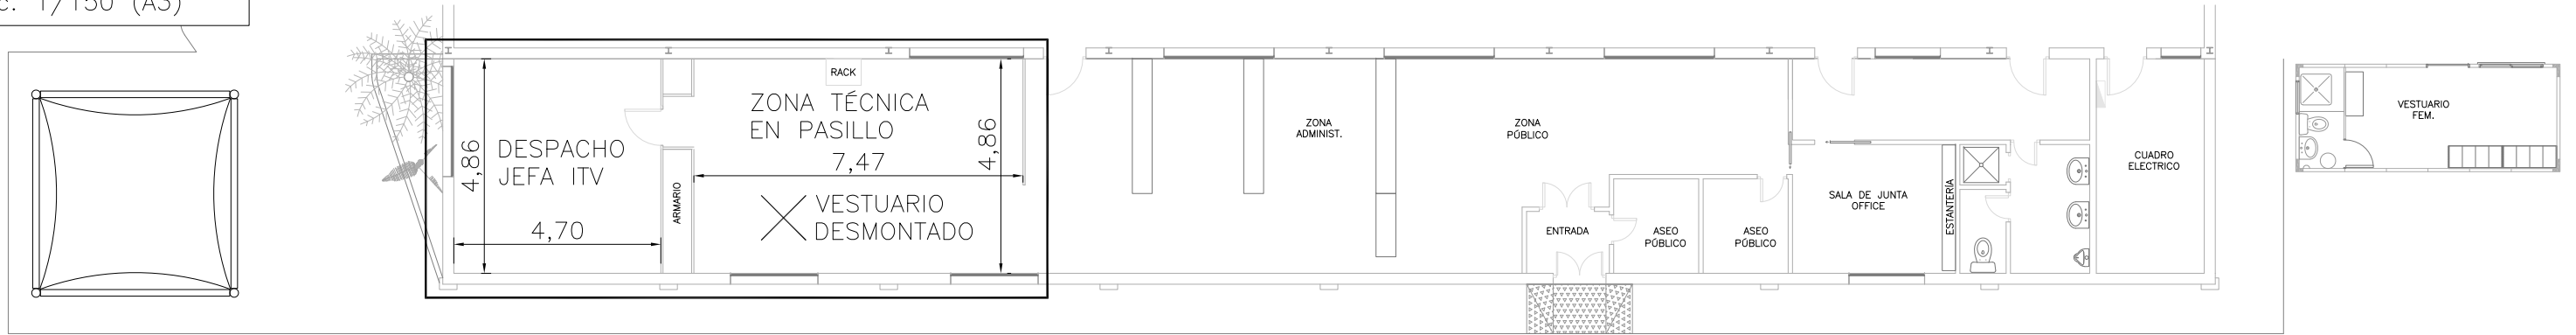 c. 1/150 (A3)
RACK
ZONA TÉCNICA
EN PASILLO
7,47
4,86
DESPACHO
JEFA ITV
4,86
4,70
ARMARIO
VESTUARIO
DESMONTADO
ZONA
ADMINIST.
ZONA
PÚBLICO
ENTRADA
ASEO
PÚBLICO
ASEO
PÚBLICO
SALA DE JUNTA
OFFICE
ESTANTERÍA
CUADRO
ELECTRICO
VESTUARIO
FEM.